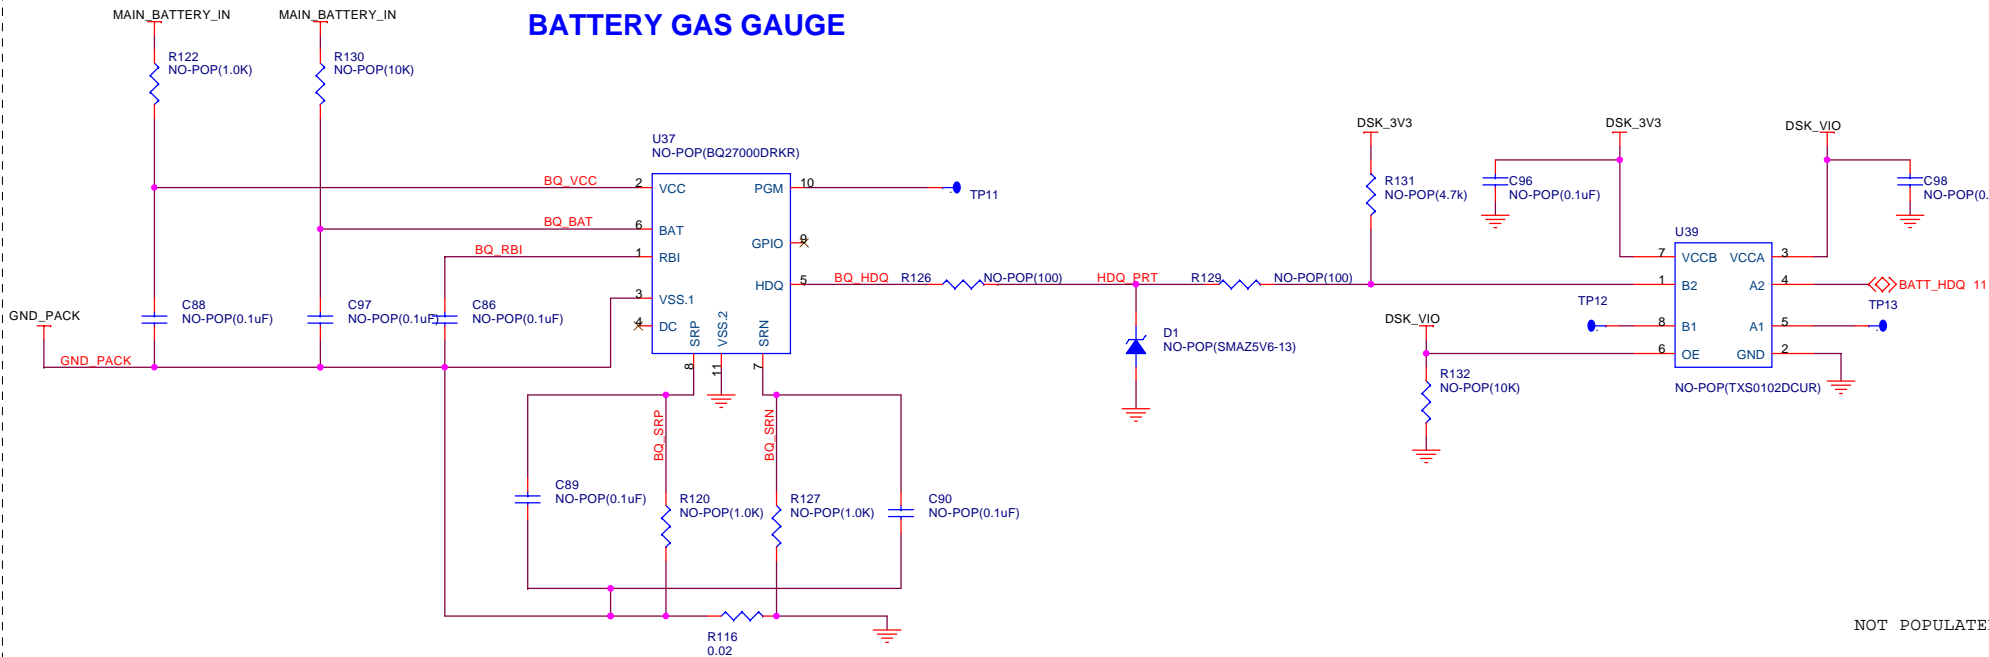 BATTERY GAS GAUGE
MAIN_BATTERY_IN
MAIN_BATTERY_IN
R122
NO-POP(1.0K)
R130
NO-POP(10K)
U37
NO-POP(BQ27000DRKR)
BQ_VCC
2
VCC
PGM
10
TP11
BQ_BAT
6
BAT
GPIO
9
BQ_RBI
1
RBI
HDQ
5
BQ_HDQ
R126
NO-POP(100)
HDQ_PRT
R129
NO-POP(100)
3
VSS.1
4
DC
SRP
VSS.2
SRN
8
11
7
GND_PACK
GND_PACK
C88
NO-POP(0.1uF)
C97
NO-POP(0.1uF)
C86
NO-POP(0.1uF)
D1
NO-POP(SMAZ5V6-13)
DSK_3V3
R131
NO-POP(4.7k)
DSK_3V3
C96
NO-POP(0.1uF)
DSK_VIO
C98
NO-POP(0.
U39
7
VCCB
VCCA
3
1
B2
A2
4
BATT_HDQ 11
TP12
8
B1
A1
5
TP13
6
OE
GND
2
NO-POP(TXS0102DCUR)
DSK_VIO
R132
NO-POP(10K)
BQ_SRP
BQ_SRN
C89
NO-POP(0.1uF)
R120
NO-POP(1.0K)
R127
NO-POP(1.0K)
C90
NO-POP(0.1uF)
R116
0.02
NOT POPULATE